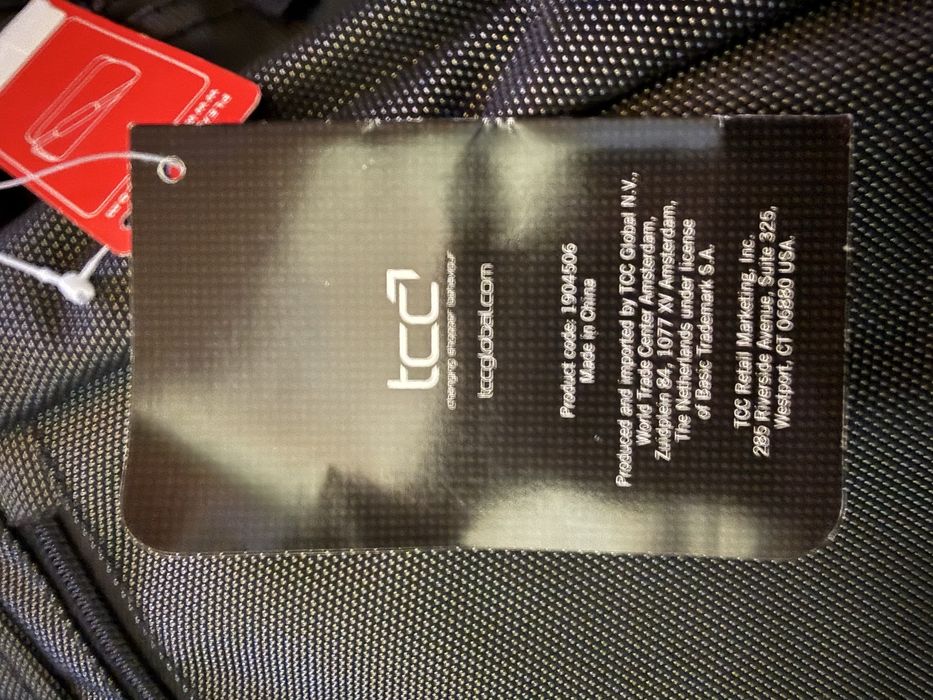 tcc
changing shopper behaviour
tccglobal.com
Product code: 1904506
Made in China
Produced and imported by TCC Global N.V.,
World Trade Center Amsterdam,
Zuidplein 84, 1077 XV Amsterdam,
The Netherlands under license
of Basic Trademark S.A.
TCC Retail Marketing, Inc.
285 Riverside Avenue, Suite 325,
Westport, CT 06880 USA.